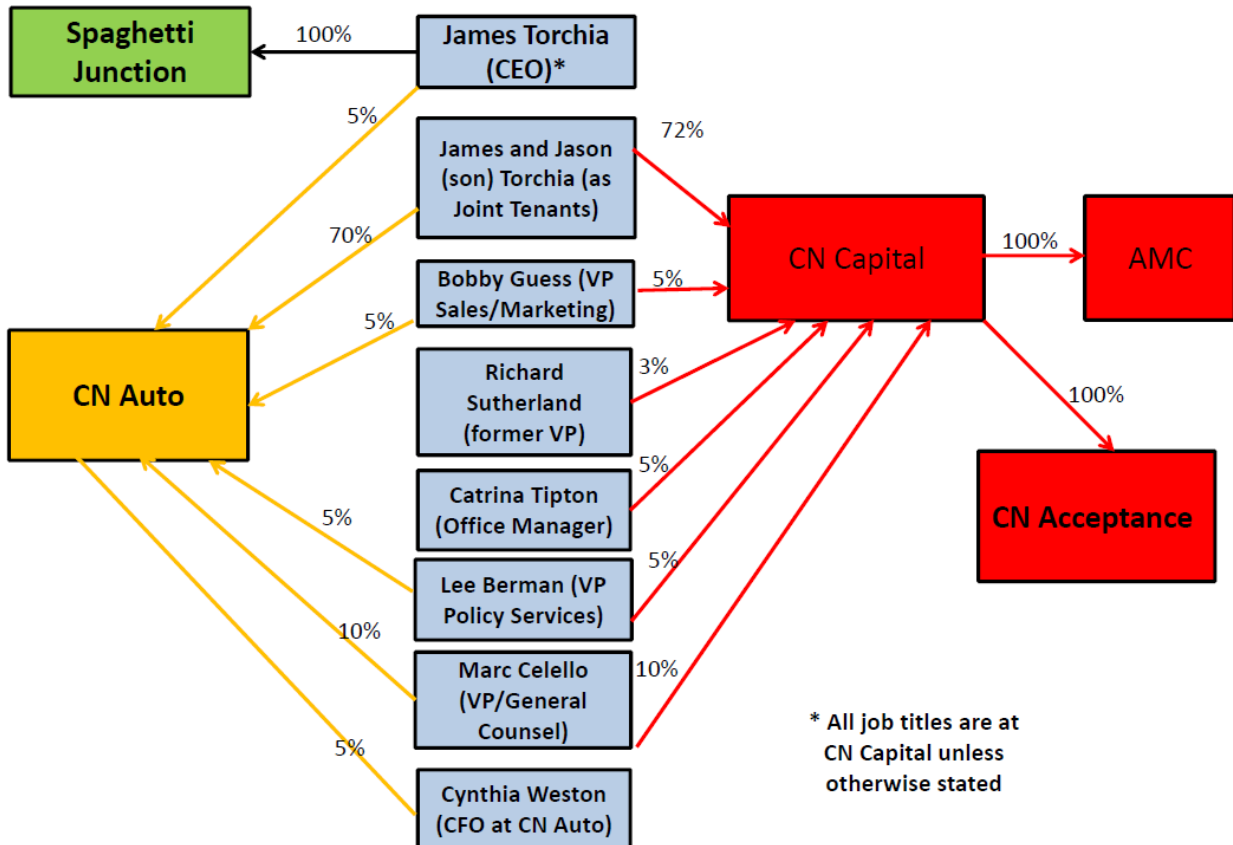 Spaghetti
Junction
100%
James Torchia
(CEO)*
5%
James and Jason
(son) Torchia (as
Joint Tenants)
72%
70%
CN Capital
100%
AMC
Bobby Guess (VP
Sales/Marketing)
5%
5%
CN Auto
Richard
Sutherland
(former VP)
3%
100%
Catrina Tipton
(Office Manager)
5%
CN Acceptance
5%
Lee Berman (VP
Policy Services)
5%
10%
Marc Celello
(VP/General
Counsel)
10%
* All job titles are at
CN Capital unless
otherwise stated
5%
Cynthia Weston
(CFO at CN Auto)